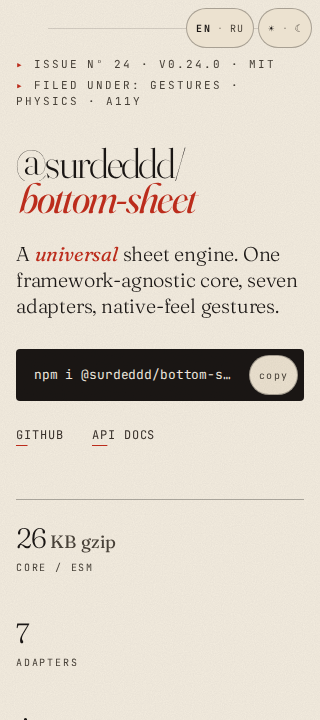 EN · RU
☀ · ☾
▸ ISSUE N° 24 · V0.24.0 · MIT
▸ FILED UNDER: GESTURES ·
PHYSICS · A11Y
@surdeddd/
bottom-sheet
A universal sheet engine. One
framework-agnostic core, seven
adapters, native-feel gestures.
npm i @surdeddd/bottom-s…
copy
GITHUB API DOCS
26 KB gzip
CORE / ESM
7
ADAPTERS